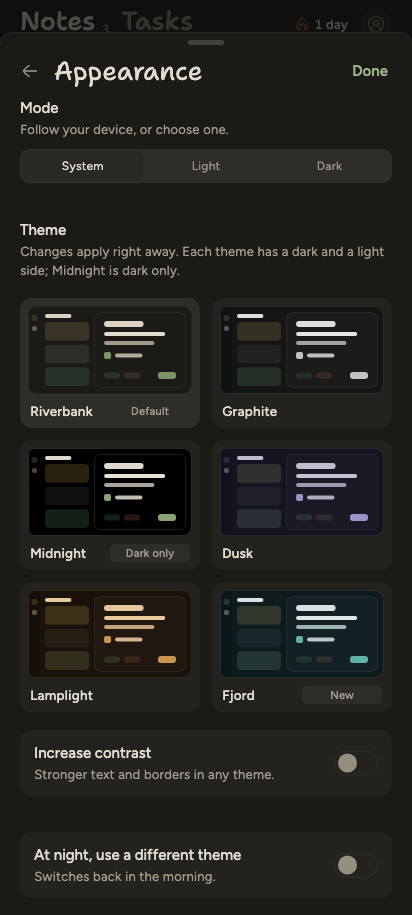 Notes 3 Tasks
1 day
Appearance
Done
Mode
Follow your device, or choose one.
System
Light
Dark
Theme
Changes apply right away. Each theme has a dark and a light
side; Midnight is dark only.
Riverbank
Default
Graphite
Midnight
Dark only
Dusk
Lamplight
Fjord
New
Increase contrast
Stronger text and borders in any theme.
At night, use a different theme
Switches back in the morning.